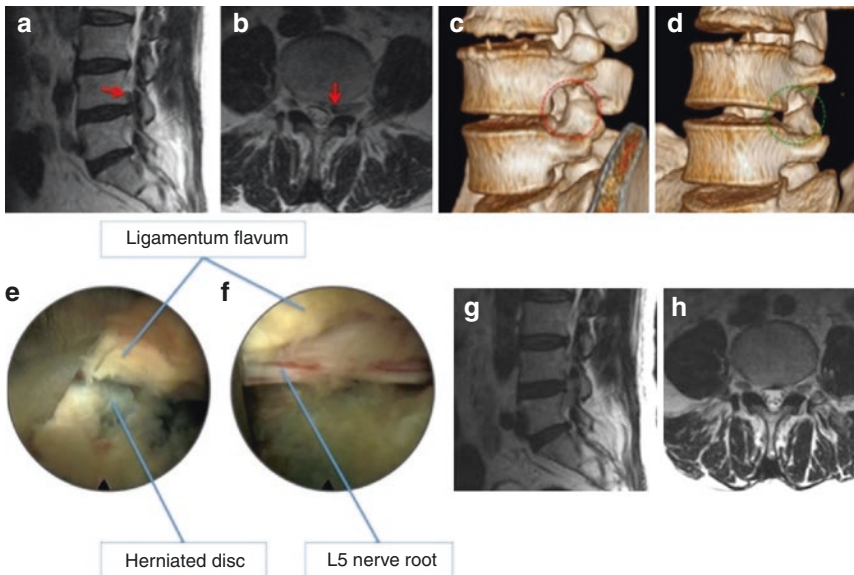 a
b
c
d
Ligamentum flavum
e
f
g
h
Herniated disc
L5 nerve root